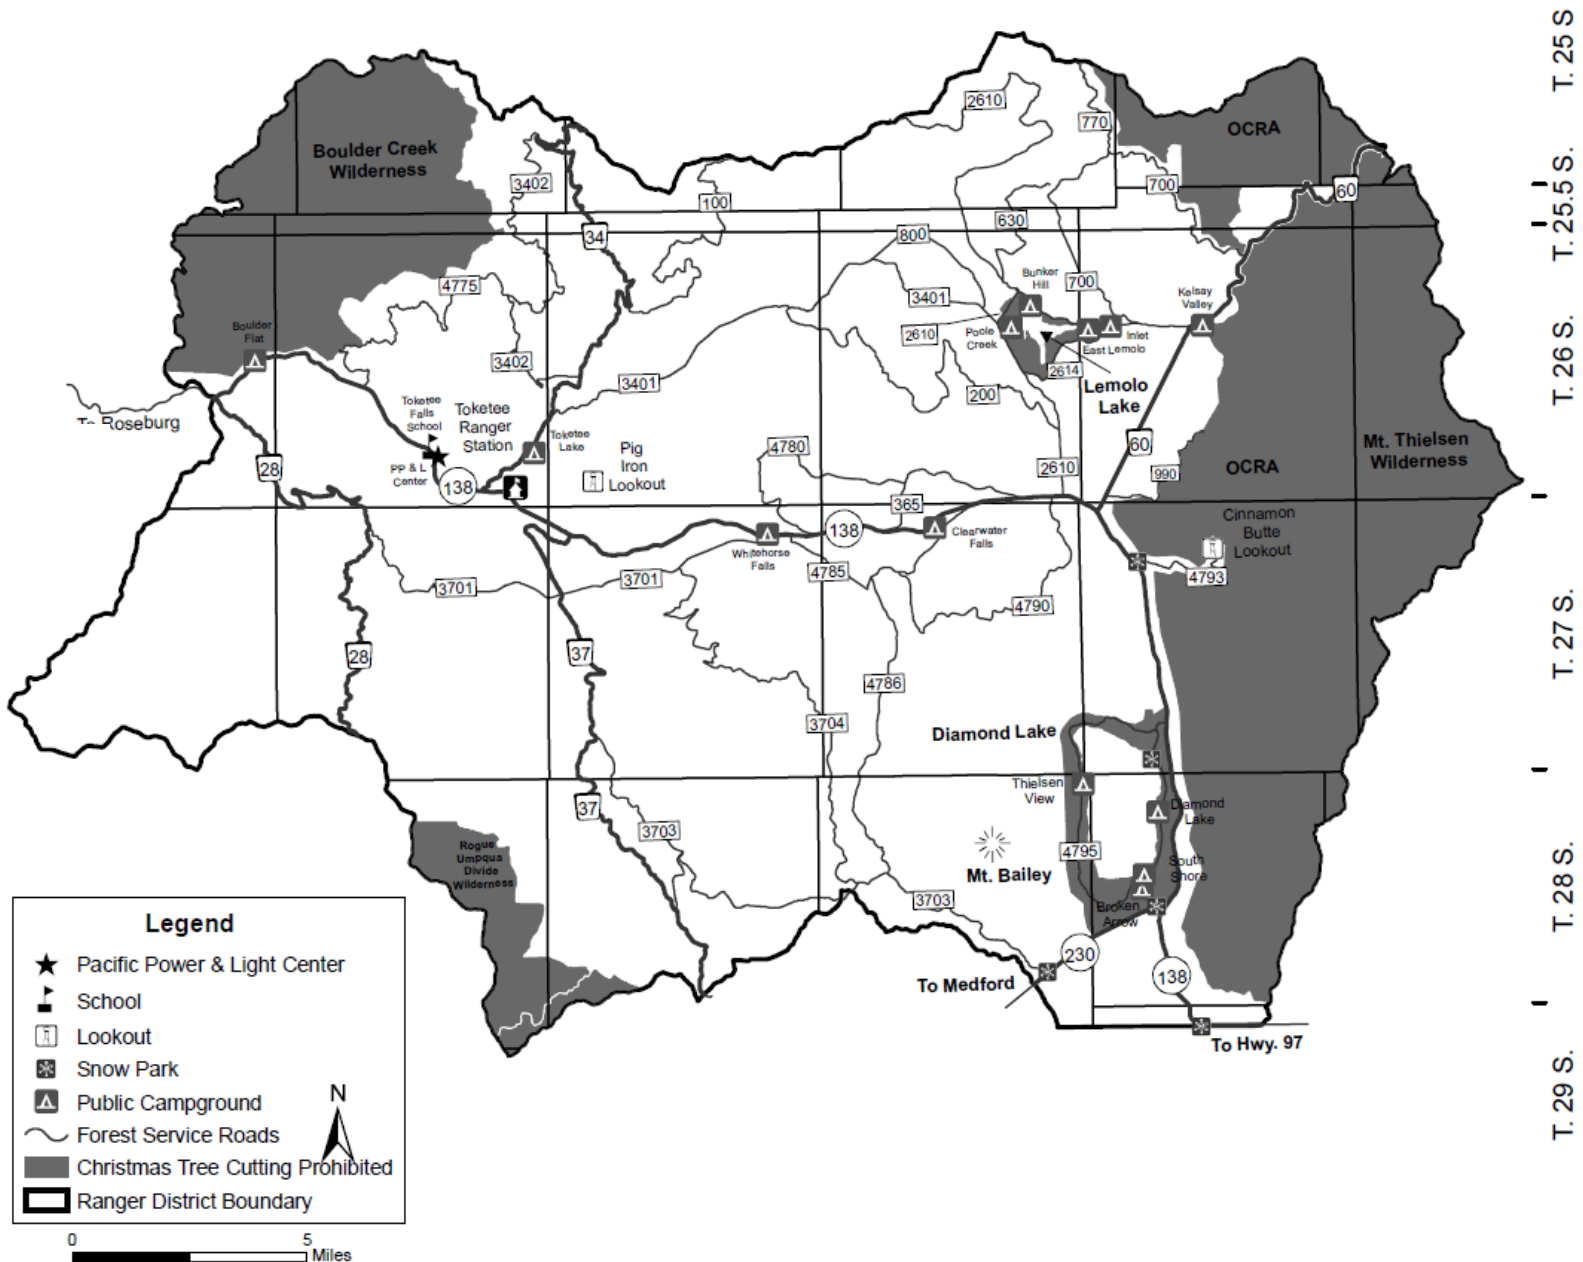 T. 25 S
T. 25.5 S.
T. 26 S.
T. 27 S.
T. 28 S.
T. 29 S.
2610
770
OCRA
Boulder Creek
Wilderness
3402
100
700
60
630
34
800
4775
Bunker
Hill
700
Kelsay
Valley
3401
Boulder
Flat
2610
Poole
Creek
Inlet
East Lemolo
3402
2614
3401
200
Lemolo
Lake
To Roseburg
Toketee
Falls
School
Toketee
Ranger
Station
Toketee
Lake
Pig
Iron
Lookout
4780
60
Mt. Thielsen
Wilderness
28
PP & L
Center
138
2610
990
OCRA
365
138
Clearwater
Falls
Cinnamon
Butte
Lookout
Whitehorse
Falls
4785
4793
3701
3701
4790
28
37
4786
3704
Diamond Lake
Thielsen
View
Diamond
Lake
37
3703
4795
Mt. Bailey
South
Shore
Rogue
Umpqua
Divide
Wilderness
3703
Broken
Arrow
230
138
To Medford
To Hwy. 97
Legend
Pacific Power & Light Center
School
Lookout
Snow Park
Public Campground
N
Forest Service Roads
Christmas Tree Cutting Prohibited
Ranger District Boundary
0 5
Miles